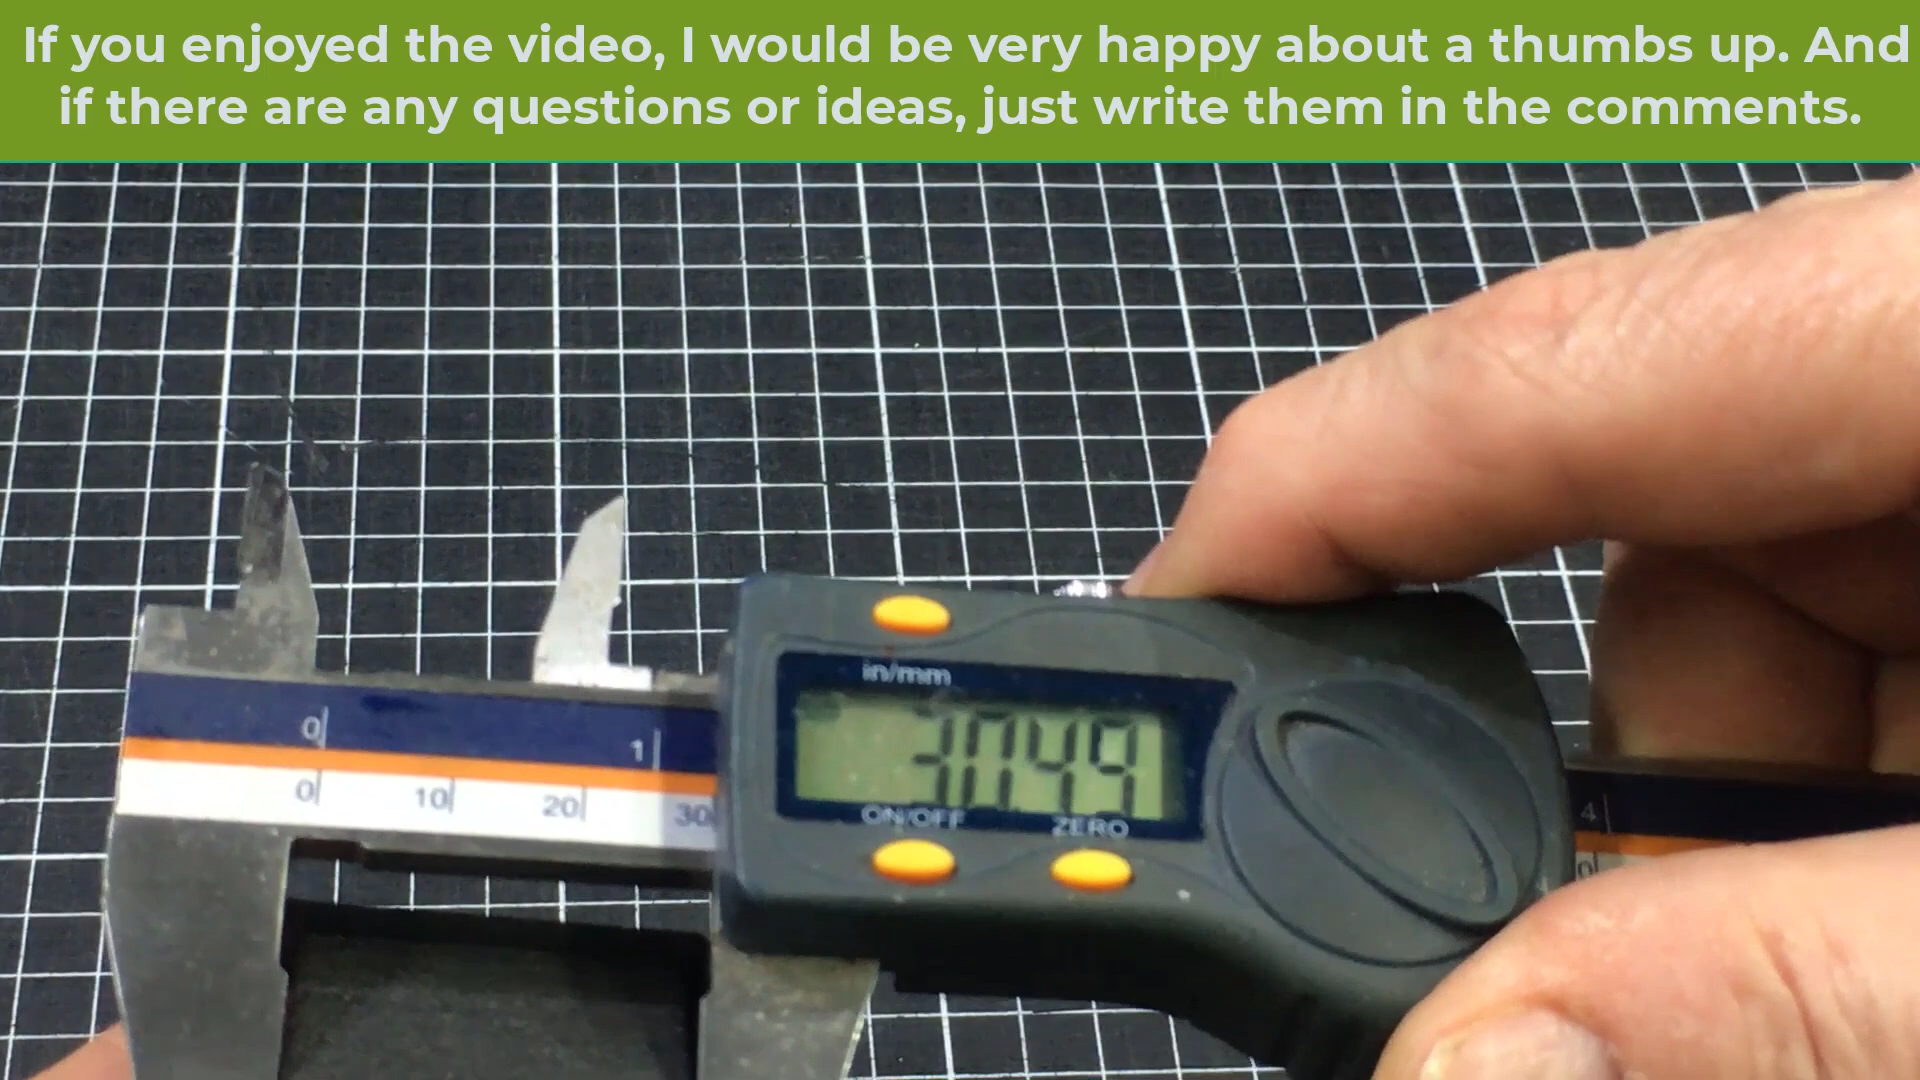 If you enjoyed the video, I would be very happy about a thumbs up. And
if there are any questions or ideas, just write them in the comments.
in/mm
30.49
ON/OFF ZERO
0 1 4
0 10 20 30